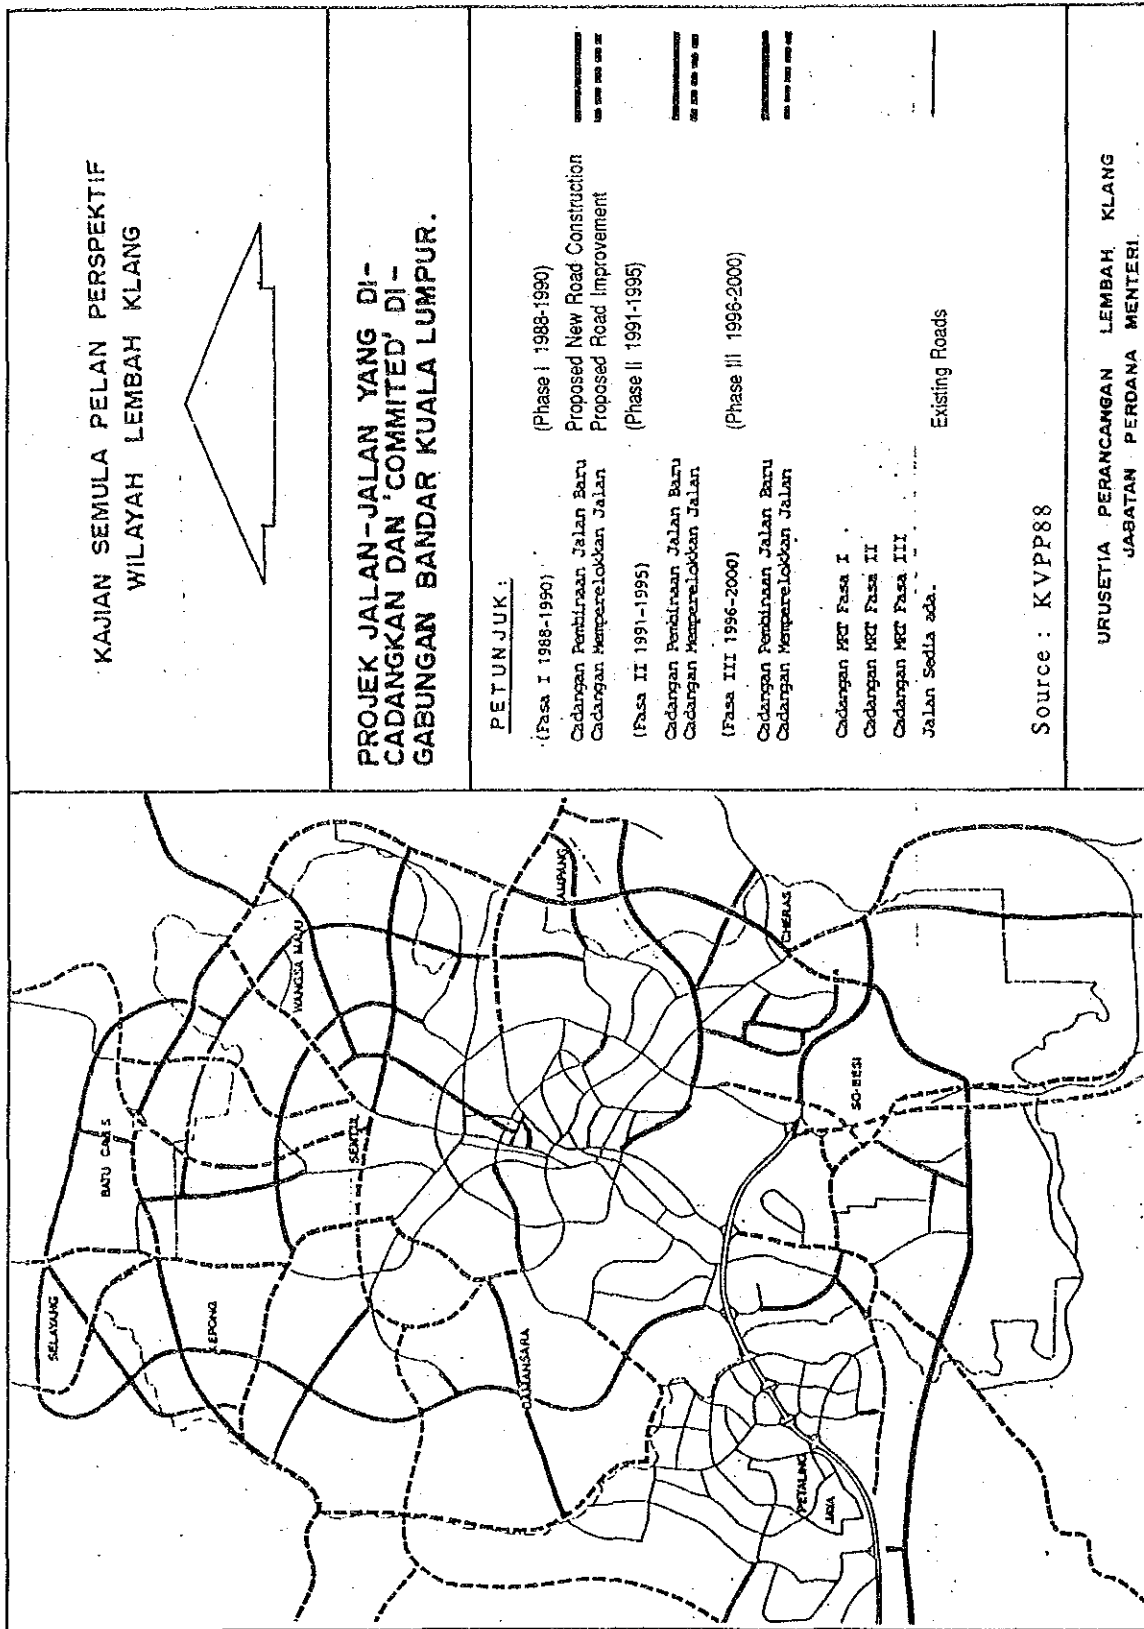 KAJIAN SEMULA PELAN PERSPEKTIF
WILAYAH LEMBAH KLANG
PROJEK JALAN-JALAN YANG DI-
CADANGKAN DAN 'COMMITED' DI-
GABUNGAN BANDAR KUALA LUMPUR.
PETUNJUK:
(Fasa I 1988-1990) (Phase I 1988-1990)
Cadangan Pembinaan Jalan Baru Proposed New Road Construction
Cadangan Memperelokkan Jalan Proposed Road Improvement
(Fasa II 1991-1995) (Phase II 1991-1995)
Cadangan Pembinaan Jalan Baru
Cadangan Memperelokkan Jalan
(Fasa III 1996-2000) (Phase III 1996-2000)
Cadangan Pembinaan Jalan Baru
Cadangan Memperelokkan Jalan
Cadangan MRT Fasa I
Cadangan MRT Fasa II
Cadangan MRT Fasa III
Jalan Sedia ada. Existing Roads
Source : KVPP88
URUSETIA PERANCANGAN LEMBAH KLANG
JABATAN PERDANA MENTERI.
SELAYANG
BATU CAVES
KEPONG
WANGSA MAJU
SENTUL
DAMANSARA
AMPANG
CHERAS
PETALING
JAYA
SG-BESI